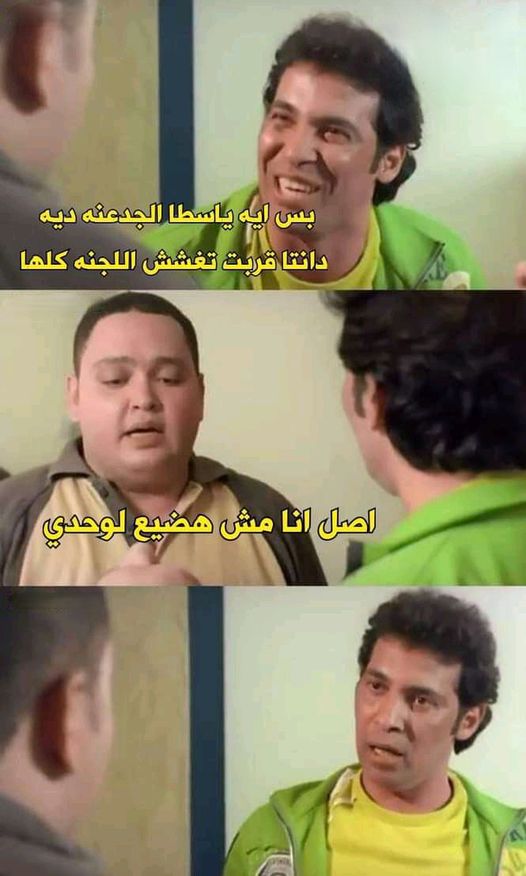 بس ايه ياسطا الجدعنه ديه
دانتا قربت تغشش اللجنه كلها
اصل انا مش هضيع لوحدي